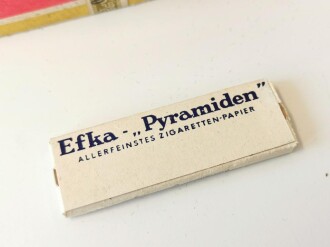 Efka - „Pyramiden”
ALLERFEINSTES ZIGARETTEN-PAPIER